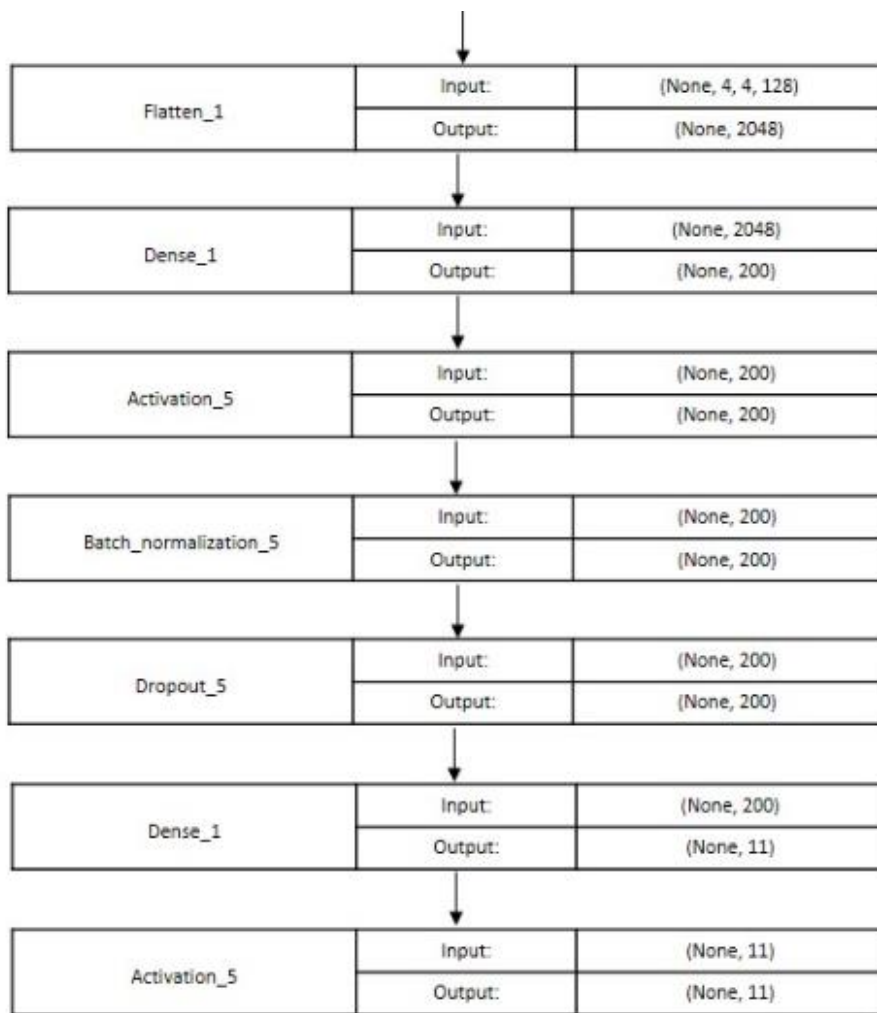 Flatten_1
Input:
(None, 4, 4, 128)
Output:
(None, 2048)
Dense_1
Input:
(None, 2048)
Output:
(None, 200)
Activation_5
Input:
(None, 200)
Output:
(None, 200)
Batch_normalization_5
Input:
(None, 200)
Output:
(None, 200)
Dropout_5
Input:
(None, 200)
Output:
(None, 200)
Dense_1
Input:
(None, 200)
Output:
(None, 11)
Activation_5
Input:
(None, 11)
Output:
(None, 11)